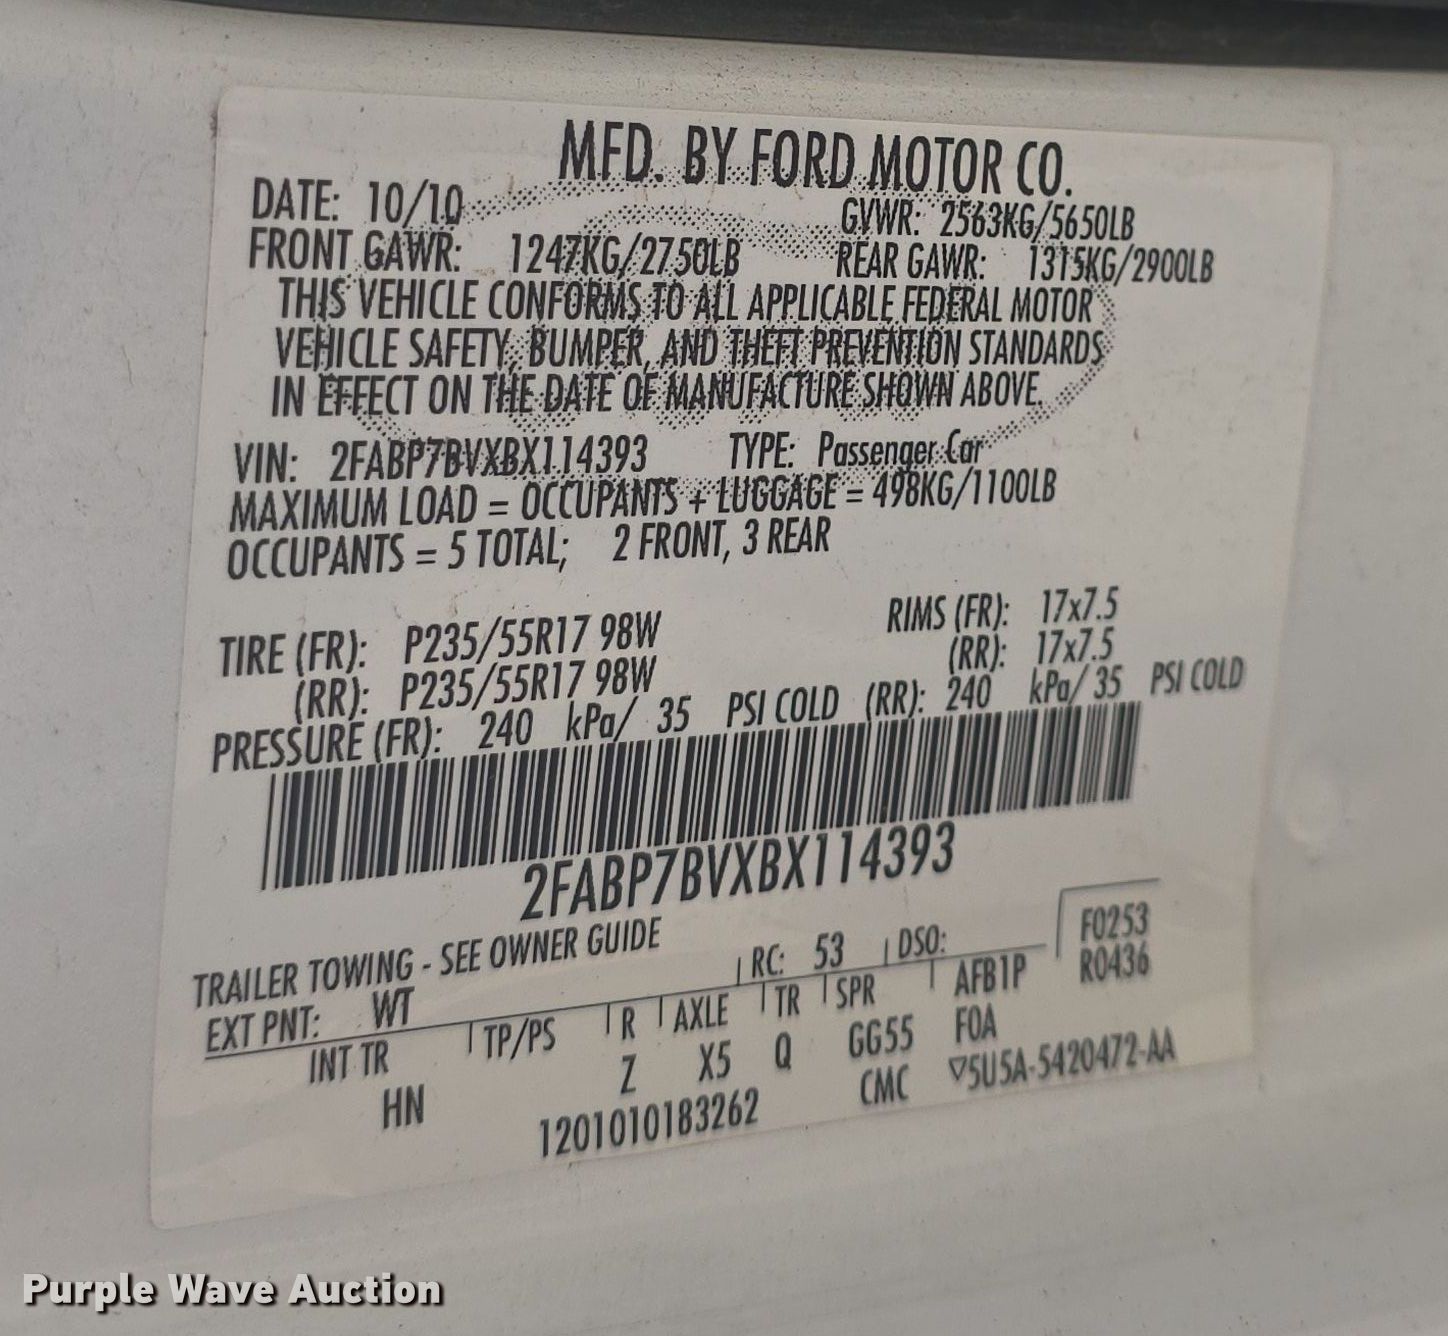 MFD. BY FORD MOTOR CO.
DATE: 10/10 GVWR: 2563KG/5650LB
FRONT GAWR: 1247KG/2750LB REAR GAWR: 1315KG/2900LB
THIS VEHICLE CONFORMS TO ALL APPLICABLE FEDERAL MOTOR
VEHICLE SAFETY, BUMPER, AND THEFT PREVENTION STANDARDS
IN EFFECT ON THE DATE OF MANUFACTURE SHOWN ABOVE.
VIN: 2FABP7BVXBX114393 TYPE: Passenger Car
MAXIMUM LOAD = OCCUPANTS + LUGGAGE = 498KG/1100LB
OCCUPANTS = 5 TOTAL; 2 FRONT, 3 REAR
TIRE (FR): P235/55R17 98W RIMS (FR): 17x7.5
(RR): P235/55R17 98W (RR): 17x7.5
PRESSURE (FR): 240 kPa/ 35 PSI COLD (RR): 240 kPa/ 35 PSI COLD
2FABP7BVXBX114393
TRAILER TOWING - SEE OWNER GUIDE
EXT PNT: WT RC: 53 DSO: F0253
R0436
INT TR TP/PS R AXLE TR SPR AFB1P
HN Z X5 Q GG55 FOA
1201010183262 CMC ▽5U5A-5420472-AA
Purple Wave Auction